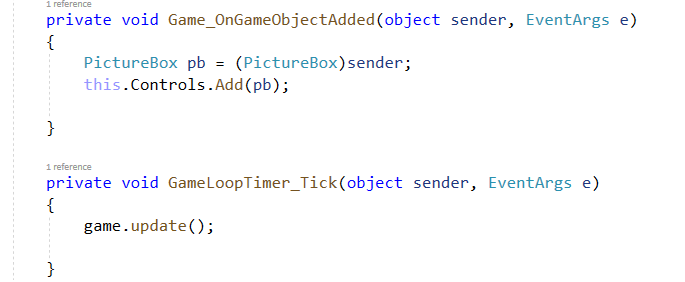 1 reference
private void Game_OnGameObjectAdded(object sender, EventArgs e)
{
PictureBox pb = (PictureBox)sender;
this.Controls.Add(pb);
}
1 reference
private void GameLoopTimer_Tick(object sender, EventArgs e)
{
game.update();
}